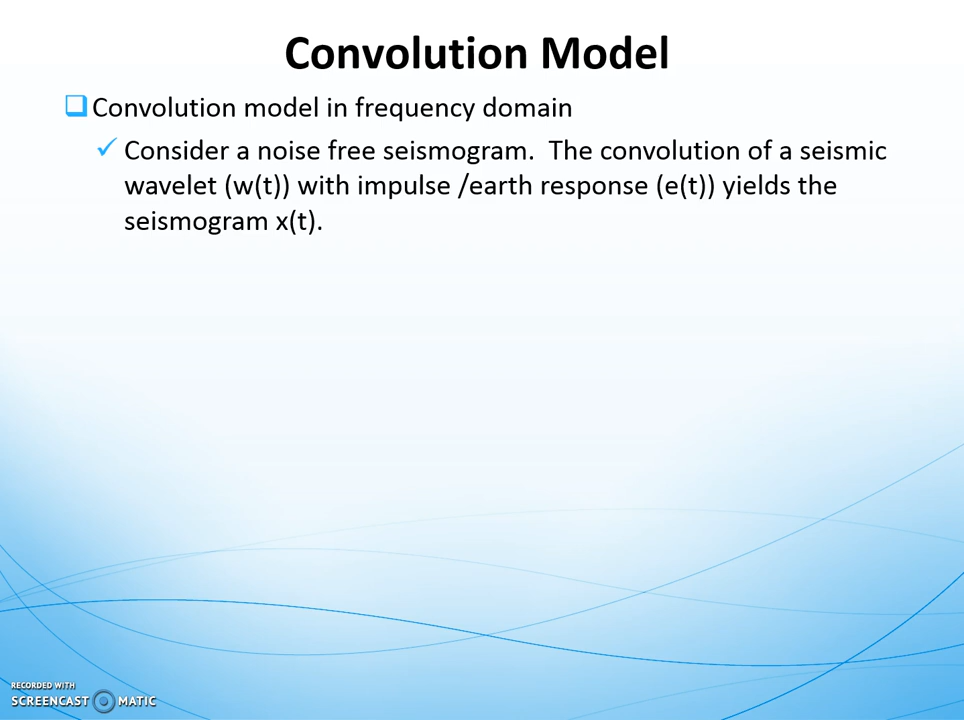 Convolution Model
Convolution model in frequency domain
Consider a noise free seismogram.  The convolution of a seismic
wavelet (w(t)) with impulse /earth response (e(t)) yields the
seismogram x(t).
RECORDED WITH
SCREENCAST MATIC